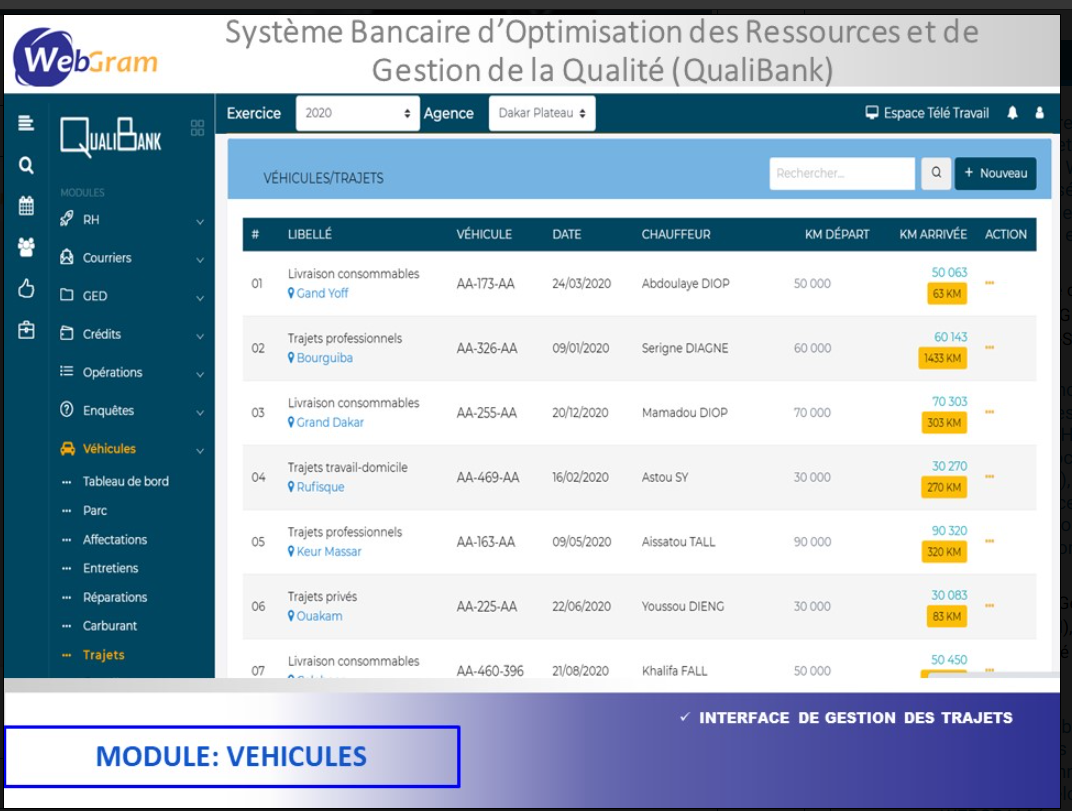 WebGram
Système Bancaire d'Optimisation des Ressources et de
Gestion de la Qualité (QualiBank)
Exercice 2020 Agence Dakar Plateau Espace Télé Travail
QUALIBANK
MODULES
RH
Courriers
GED
Crédits
Opérations
Enquêtes
Véhicules
Tableau de bord
Parc
Affectations
Entretiens
Réparations
Carburant
Trajets
VÉHICULES/TRAJETS Rechercher... + Nouveau
# LIBELLÉ VÉHICULE DATE CHAUFFEUR KM DÉPART KM ARRIVÉE ACTION
01 Livraison consommables AA-173-AA 24/03/2020 Abdoulaye DIOP 50 000 50 063
Gand Yoff 63 KM
02 Trajets professionnels AA-326-AA 09/01/2020 Serigne DIAGNE 60 000 60 143
Bourguiba 1433 KM
03 Livraison consommables AA-255-AA 20/12/2020 Mamadou DIOP 70 000 70 303
Grand Dakar 303 KM
04 Trajets travail-domicile AA-469-AA 16/02/2020 Astou SY 30 000 30 270
Rufisque 270 KM
05 Trajets professionnels AA-163-AA 09/05/2020 Aissatou TALL 90 000 90 320
Keur Massar 320 KM
06 Trajets privés AA-225-AA 22/06/2020 Youssou DIENG 30 000 30 083
Ouakam 83 KM
07 Livraison consommables AA-460-396 21/08/2020 Khalifa FALL 50 000 50 450
✓ INTERFACE DE GESTION DES TRAJETS
MODULE: VEHICULES